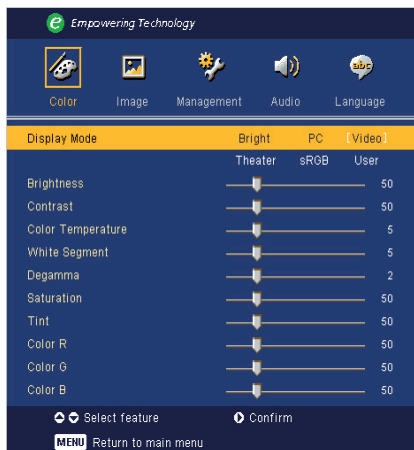 e Empowering Technology
abc
Color Image Management Audio Language
Display Mode Bright PC [Video]
Theater sRGB User
Brightness 50
Contrast 50
Color Temperature 5
White Segment 5
Degamma 2
Saturation 50
Tint 50
Color R 50
Color G 50
Color B 50
Select feature Confirm
MENU Return to main menu